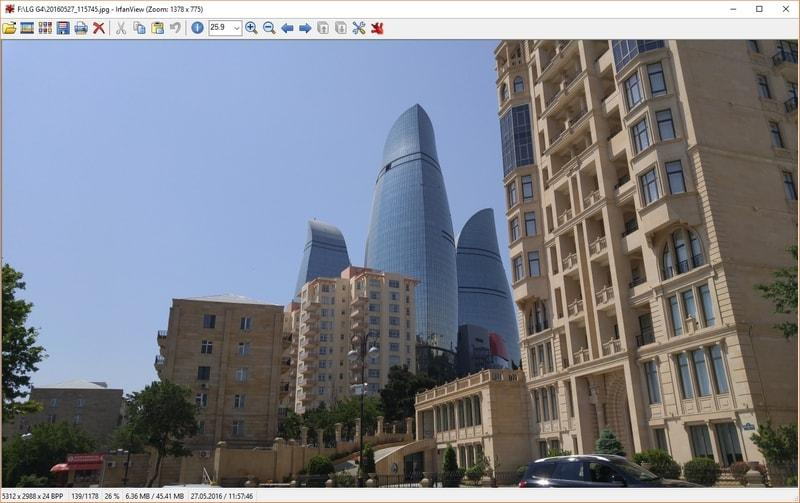 F:\LG G4\20160527_115745.jpg - IrfanView (Zoom: 1378 x 775)
25.9
5312 x 2988 x 24 BPP 139/1178 26 % 6.36 MB / 45.41 MB 27.05.2016 / 11:57:46